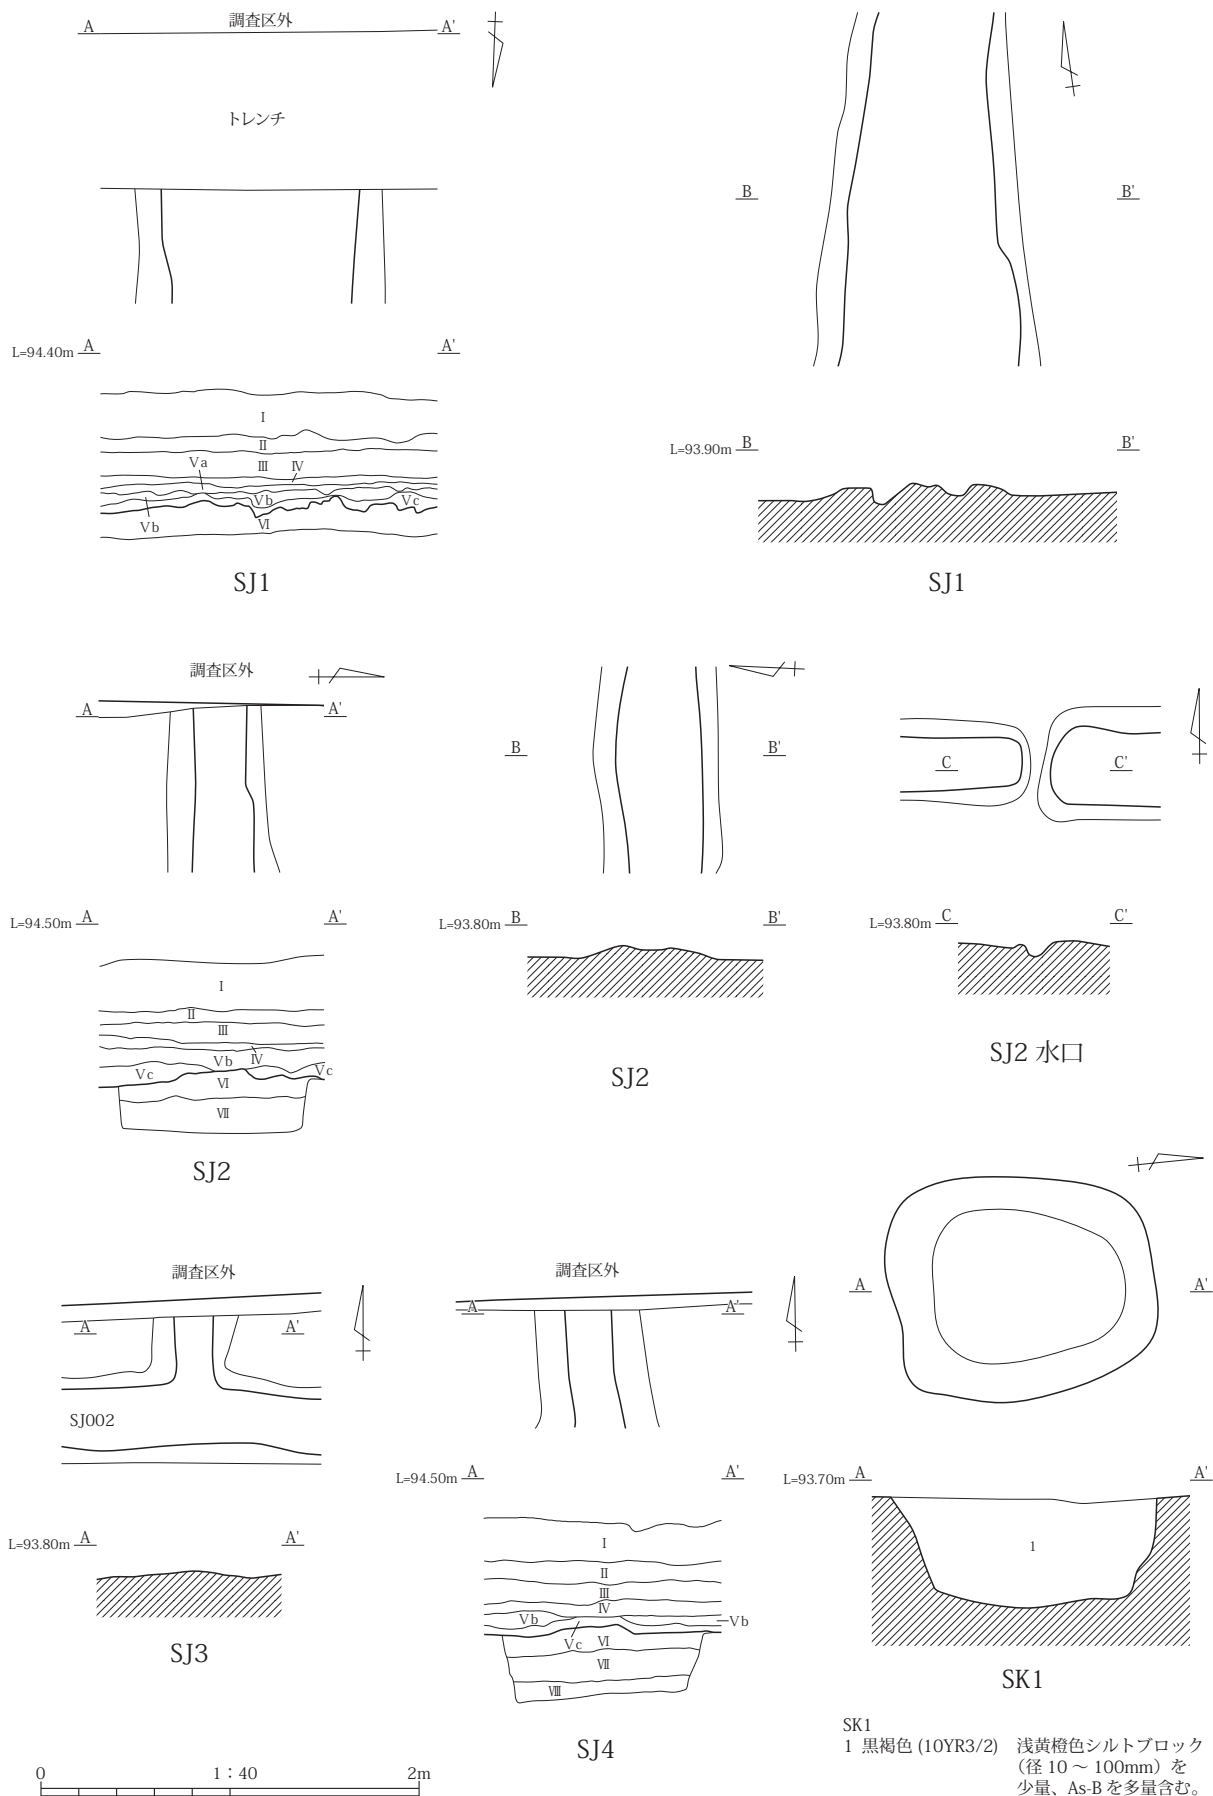 A 調査区外 A'
トレンチ
B B'
L=94.40m A A'
Ⅰ
Ⅱ
Ⅲ
Ⅳ
Va
Vb
Vc
Vb
Ⅵ
SJ1
L=93.90m B B'
SJ1
調査区外
A A'
L=94.50m A A'
Ⅰ
Ⅱ
Ⅲ
Ⅳ
Vb
Vc
Vc
Ⅵ
Ⅶ
SJ2
B B'
L=93.80m B B'
SJ2
C C'
L=93.80m C C'
SJ2 水口
調査区外
A A'
SJ002
L=93.80m A A'
SJ3
調査区外
A A'
L=94.50m A A'
Ⅰ
Ⅱ
Ⅲ
Ⅳ
Vb
Vb
Vc
Ⅵ
Ⅶ
Ⅷ
SJ4
A A'
L=93.70m A A'
1
SK1
SK1
1 黒褐色 (10YR3/2) 浅黄橙色シルトブロック
（径 10 ～ 100mm）を
少量、As-B を多量含む。
0 1：40 2m